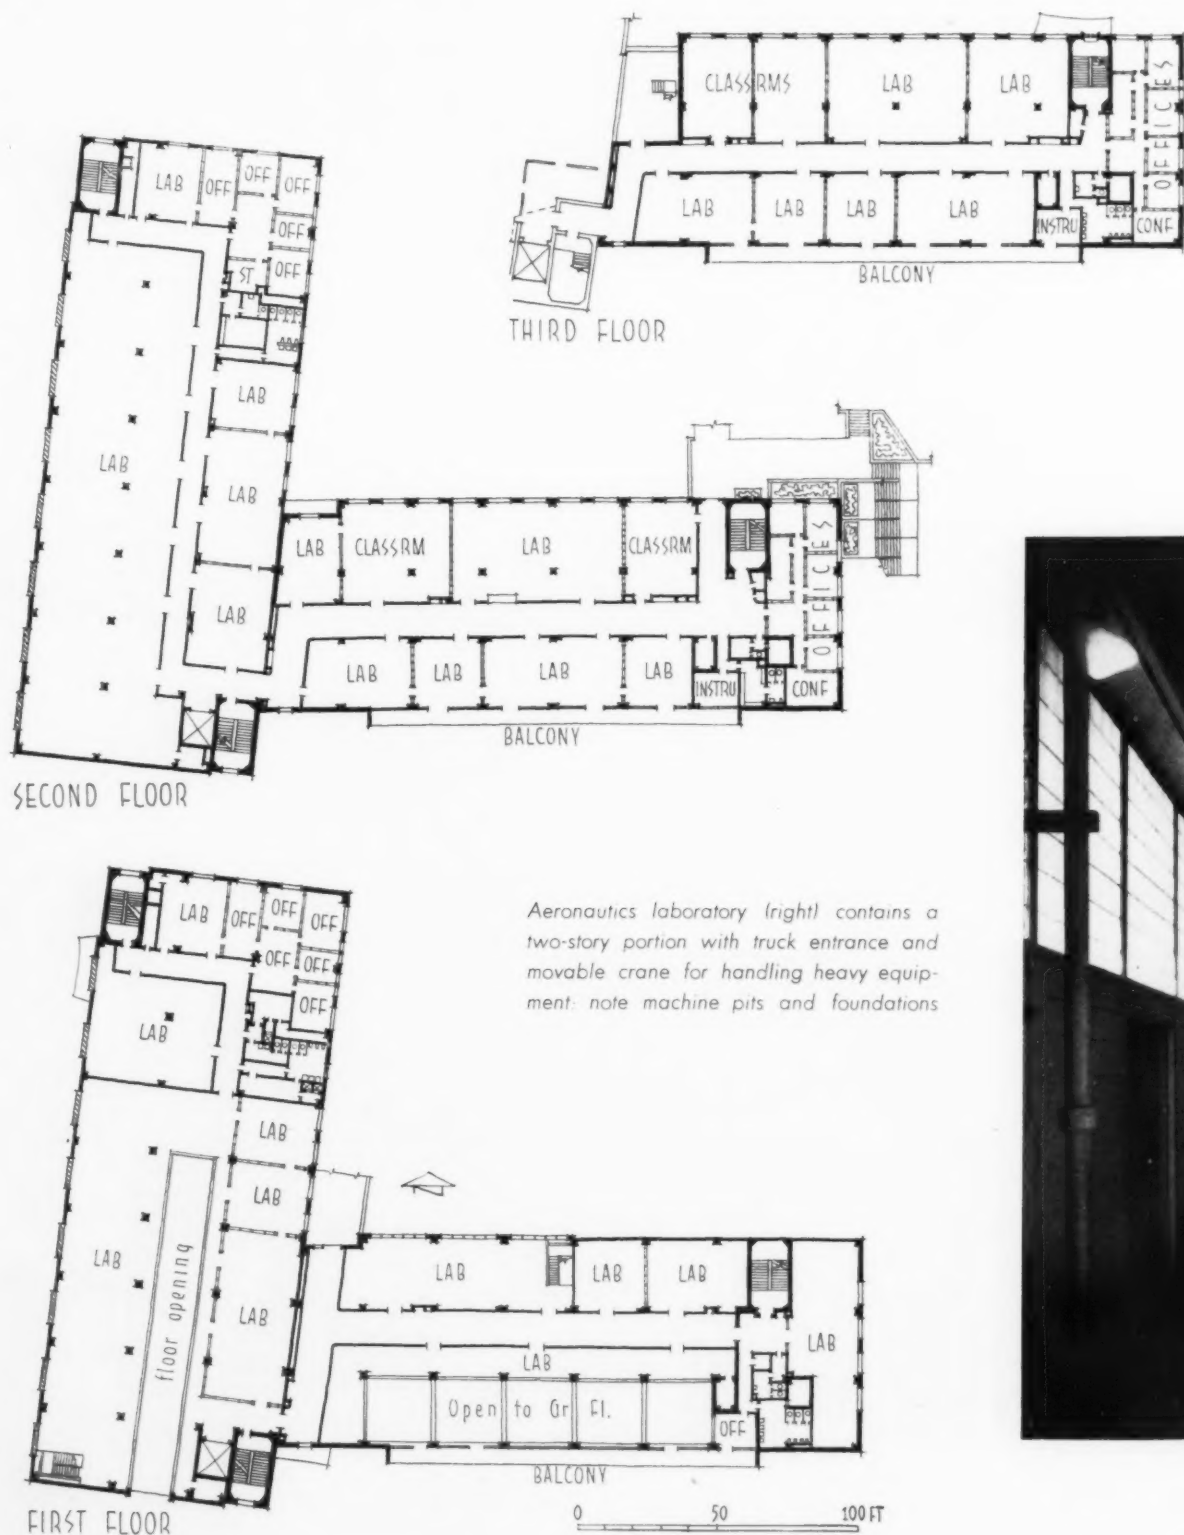 CLASSRMS
LAB
LAB
OFFICES
LAB
LAB
LAB
LAB
INSTRU
CONF
BALCONY
THIRD FLOOR
LAB
OFF
OFF
OFF
OFF
OFF
ST
LAB
LAB
LAB
LAB
LAB
CLASSRM
LAB
CLASSRM
OFFICES
LAB
LAB
LAB
LAB
INSTRU
CONF
BALCONY
SECOND FLOOR
Aeronautics laboratory (right) contains a
two-story portion with truck entrance and
movable crane for handling heavy equip-
ment: note machine pits and foundations
LAB
OFF
OFF
OFF
OFF
OFF
OFF
LAB
LAB
LAB
LAB
floor opening
LAB
LAB
LAB
LAB
LAB
LAB
Open to Gr. Fl.
OFF
BALCONY
FIRST FLOOR
0 50 100 FT